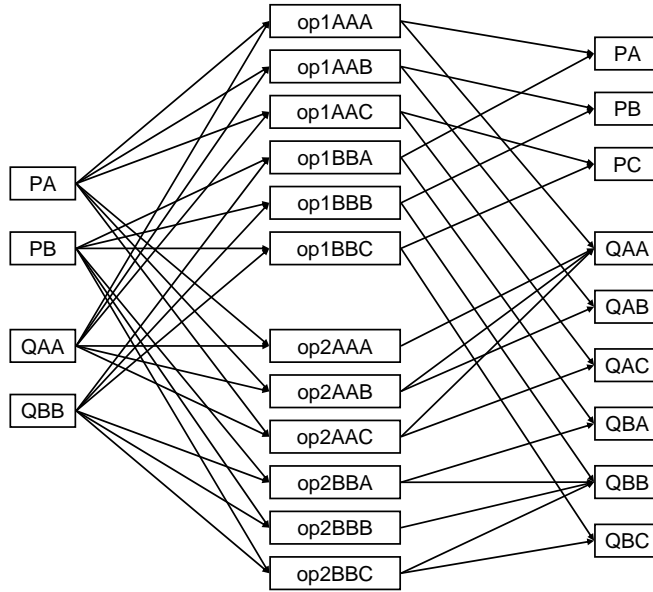 PA
PB
QAA
QBB
op1AAA
op1AAB
op1AAC
op1BBA
op1BBB
op1BBC
op2AAA
op2AAB
op2AAC
op2BBA
op2BBB
op2BBC
PA
PB
PC
QAA
QAB
QAC
QBA
QBB
QBC